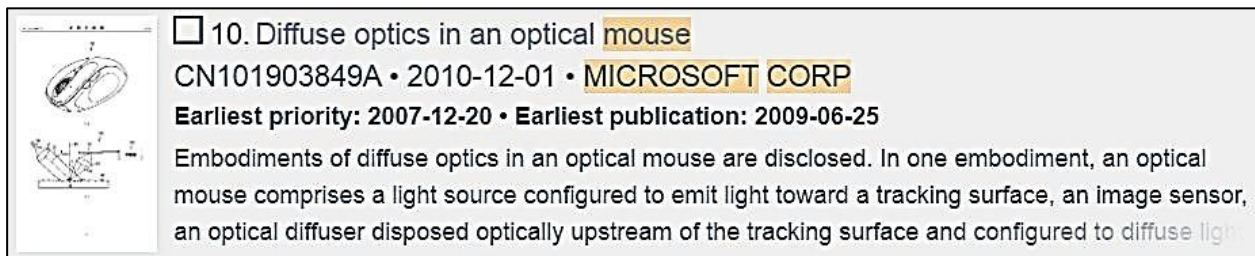 10. Diffuse optics in an optical mouse
CN101903849A • 2010-12-01 • MICROSOFT CORP
Earliest priority: 2007-12-20 • Earliest publication: 2009-06-25
Embodiments of diffuse optics in an optical mouse are disclosed. In one embodiment, an optical
mouse comprises a light source configured to emit light toward a tracking surface, an image sensor,
an optical diffuser disposed optically upstream of the tracking surface and configured to diffuse light